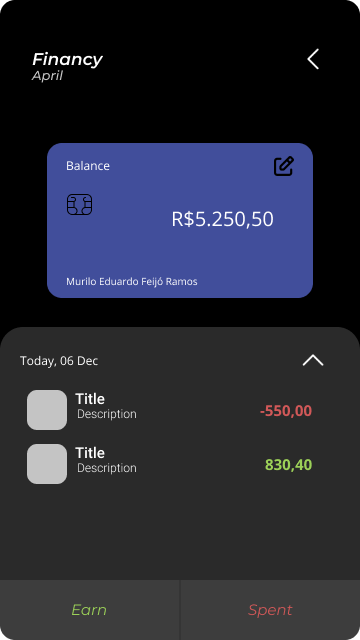 Financy
April
Balance
R$5.250,50
Murilo Eduardo Feijó Ramos
Today, 06 Dec
Title
Description
-550,00
Title
Description
830,40
Earn
Spent